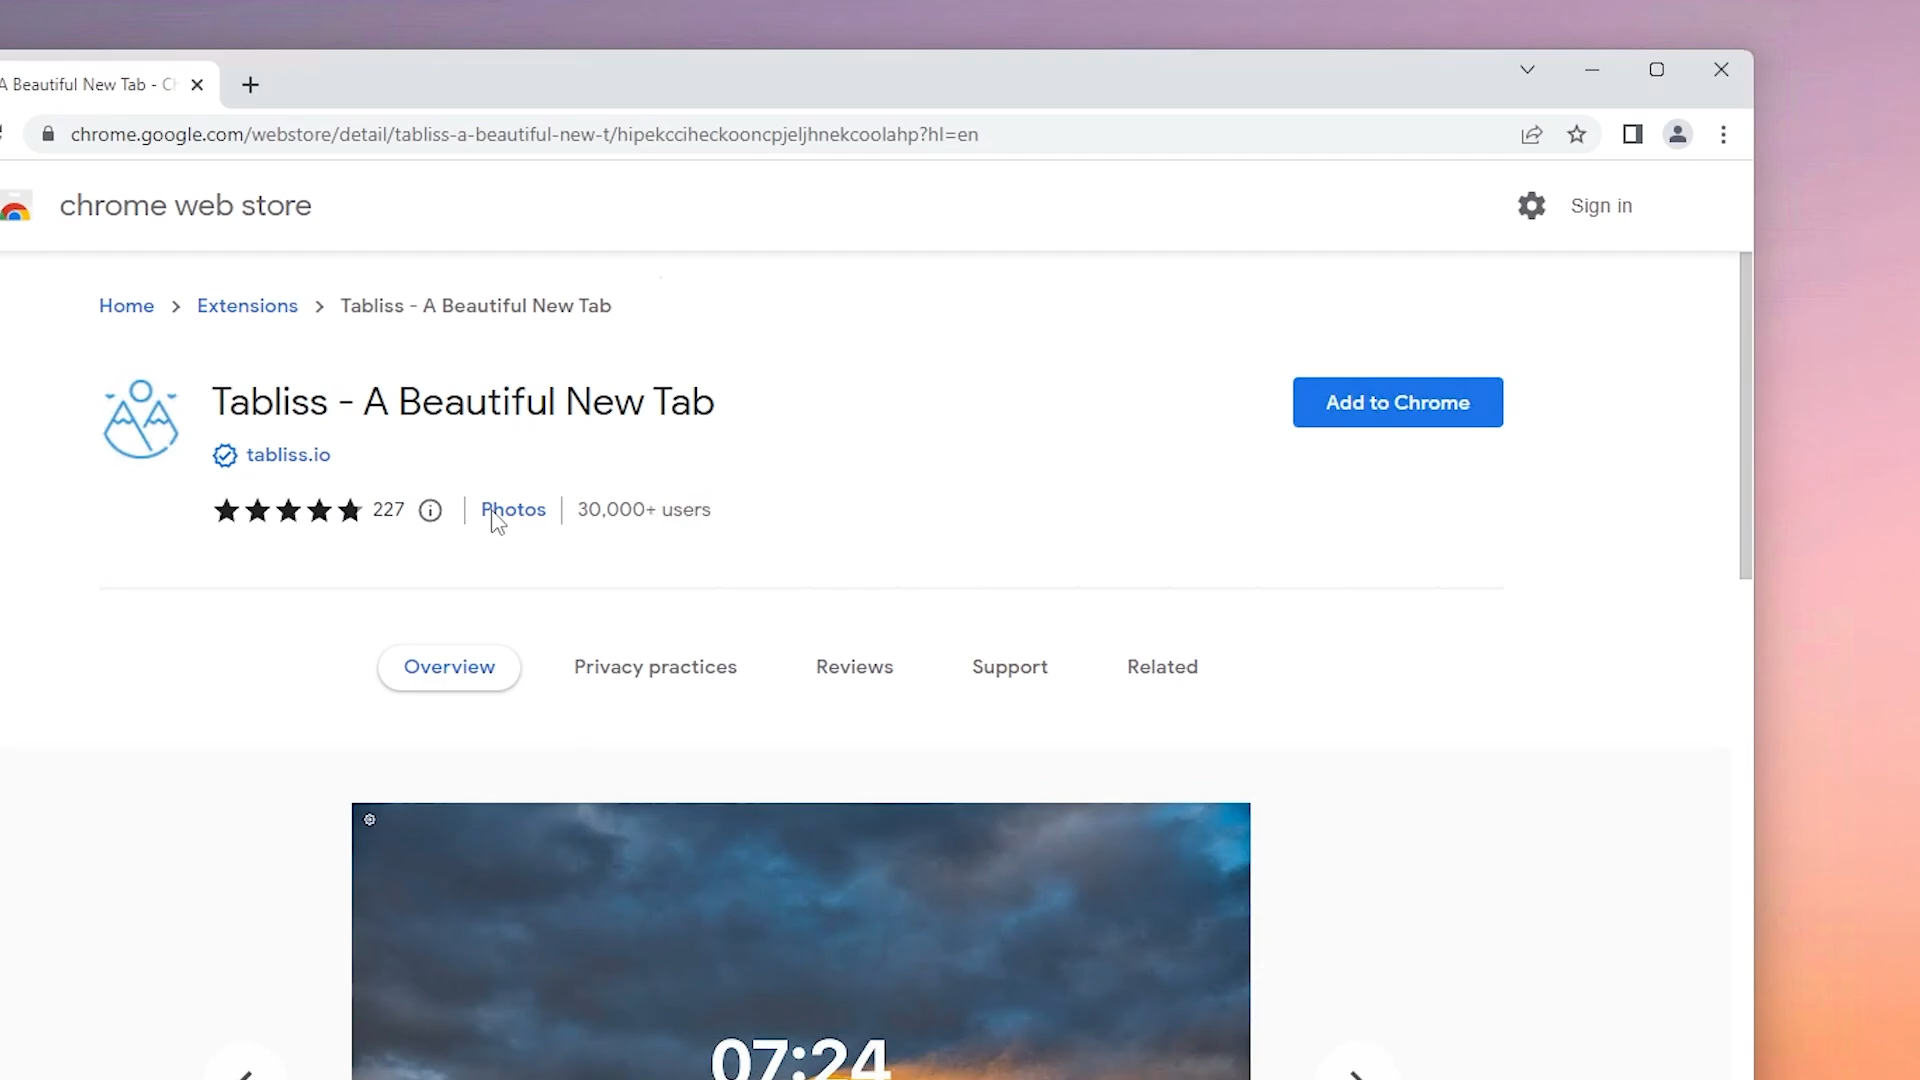 A Beautiful New Tab - Ch
chrome.google.com/webstore/detail/tabliss-a-beautiful-new-t/hipekcciheckooncpjeljhnekcoolahp?hl=en
chrome web store
Sign in
Home > Extensions > Tabliss - A Beautiful New Tab
Tabliss - A Beautiful New Tab
Add to Chrome
tabliss.io
227 | Photos | 30,000+ users
Overview Privacy practices Reviews Support Related
07:24